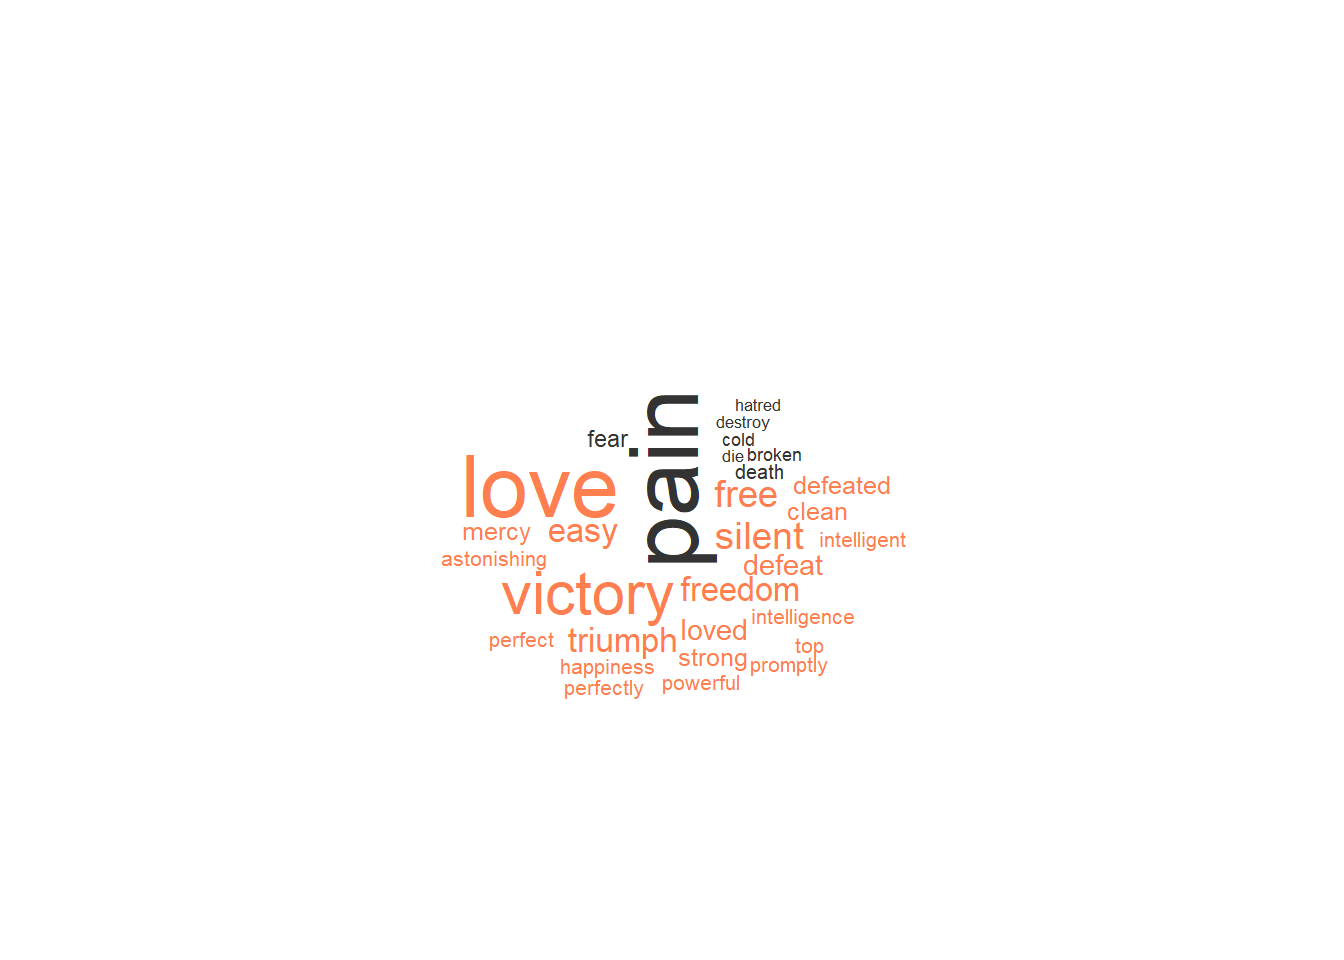 hatred
destroy
fear
cold
die broken
death
pain
love
free
defeated
clean
mercy
easy
silent
intelligent
astonishing
defeat
victory
freedom
intelligence
loved
perfect
triumph
top
strong
happiness
promptly
perfectly
powerful